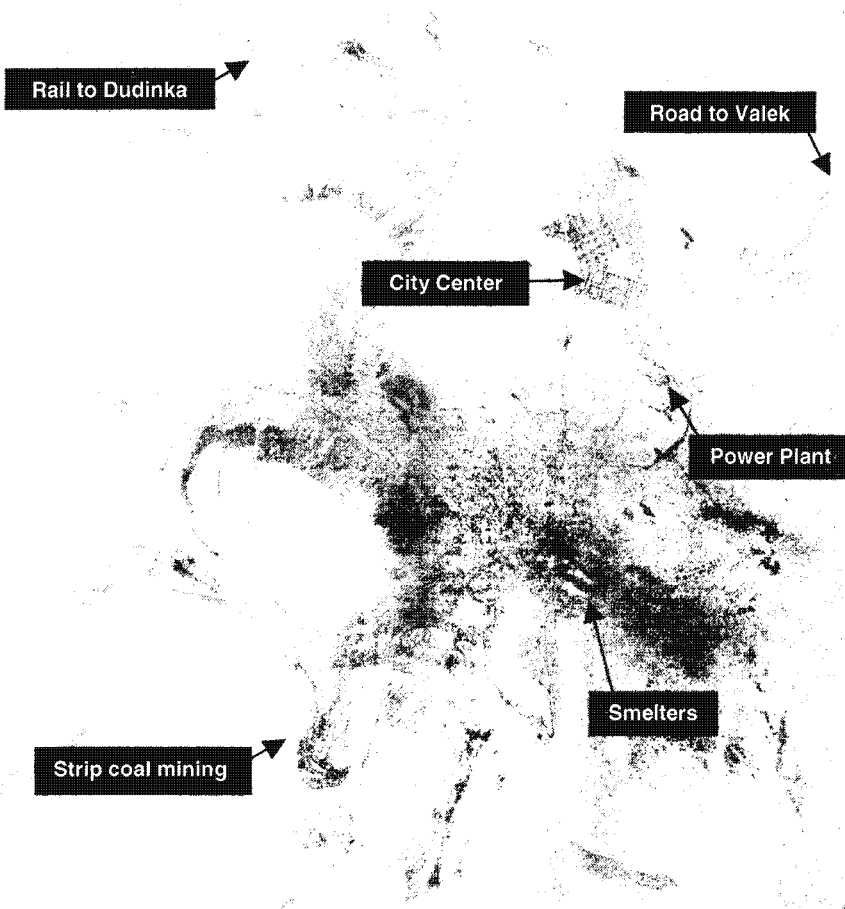 Rail to Dudinka
Road to Valek
City Center
Power Plant
Smelters
Strip coal mining